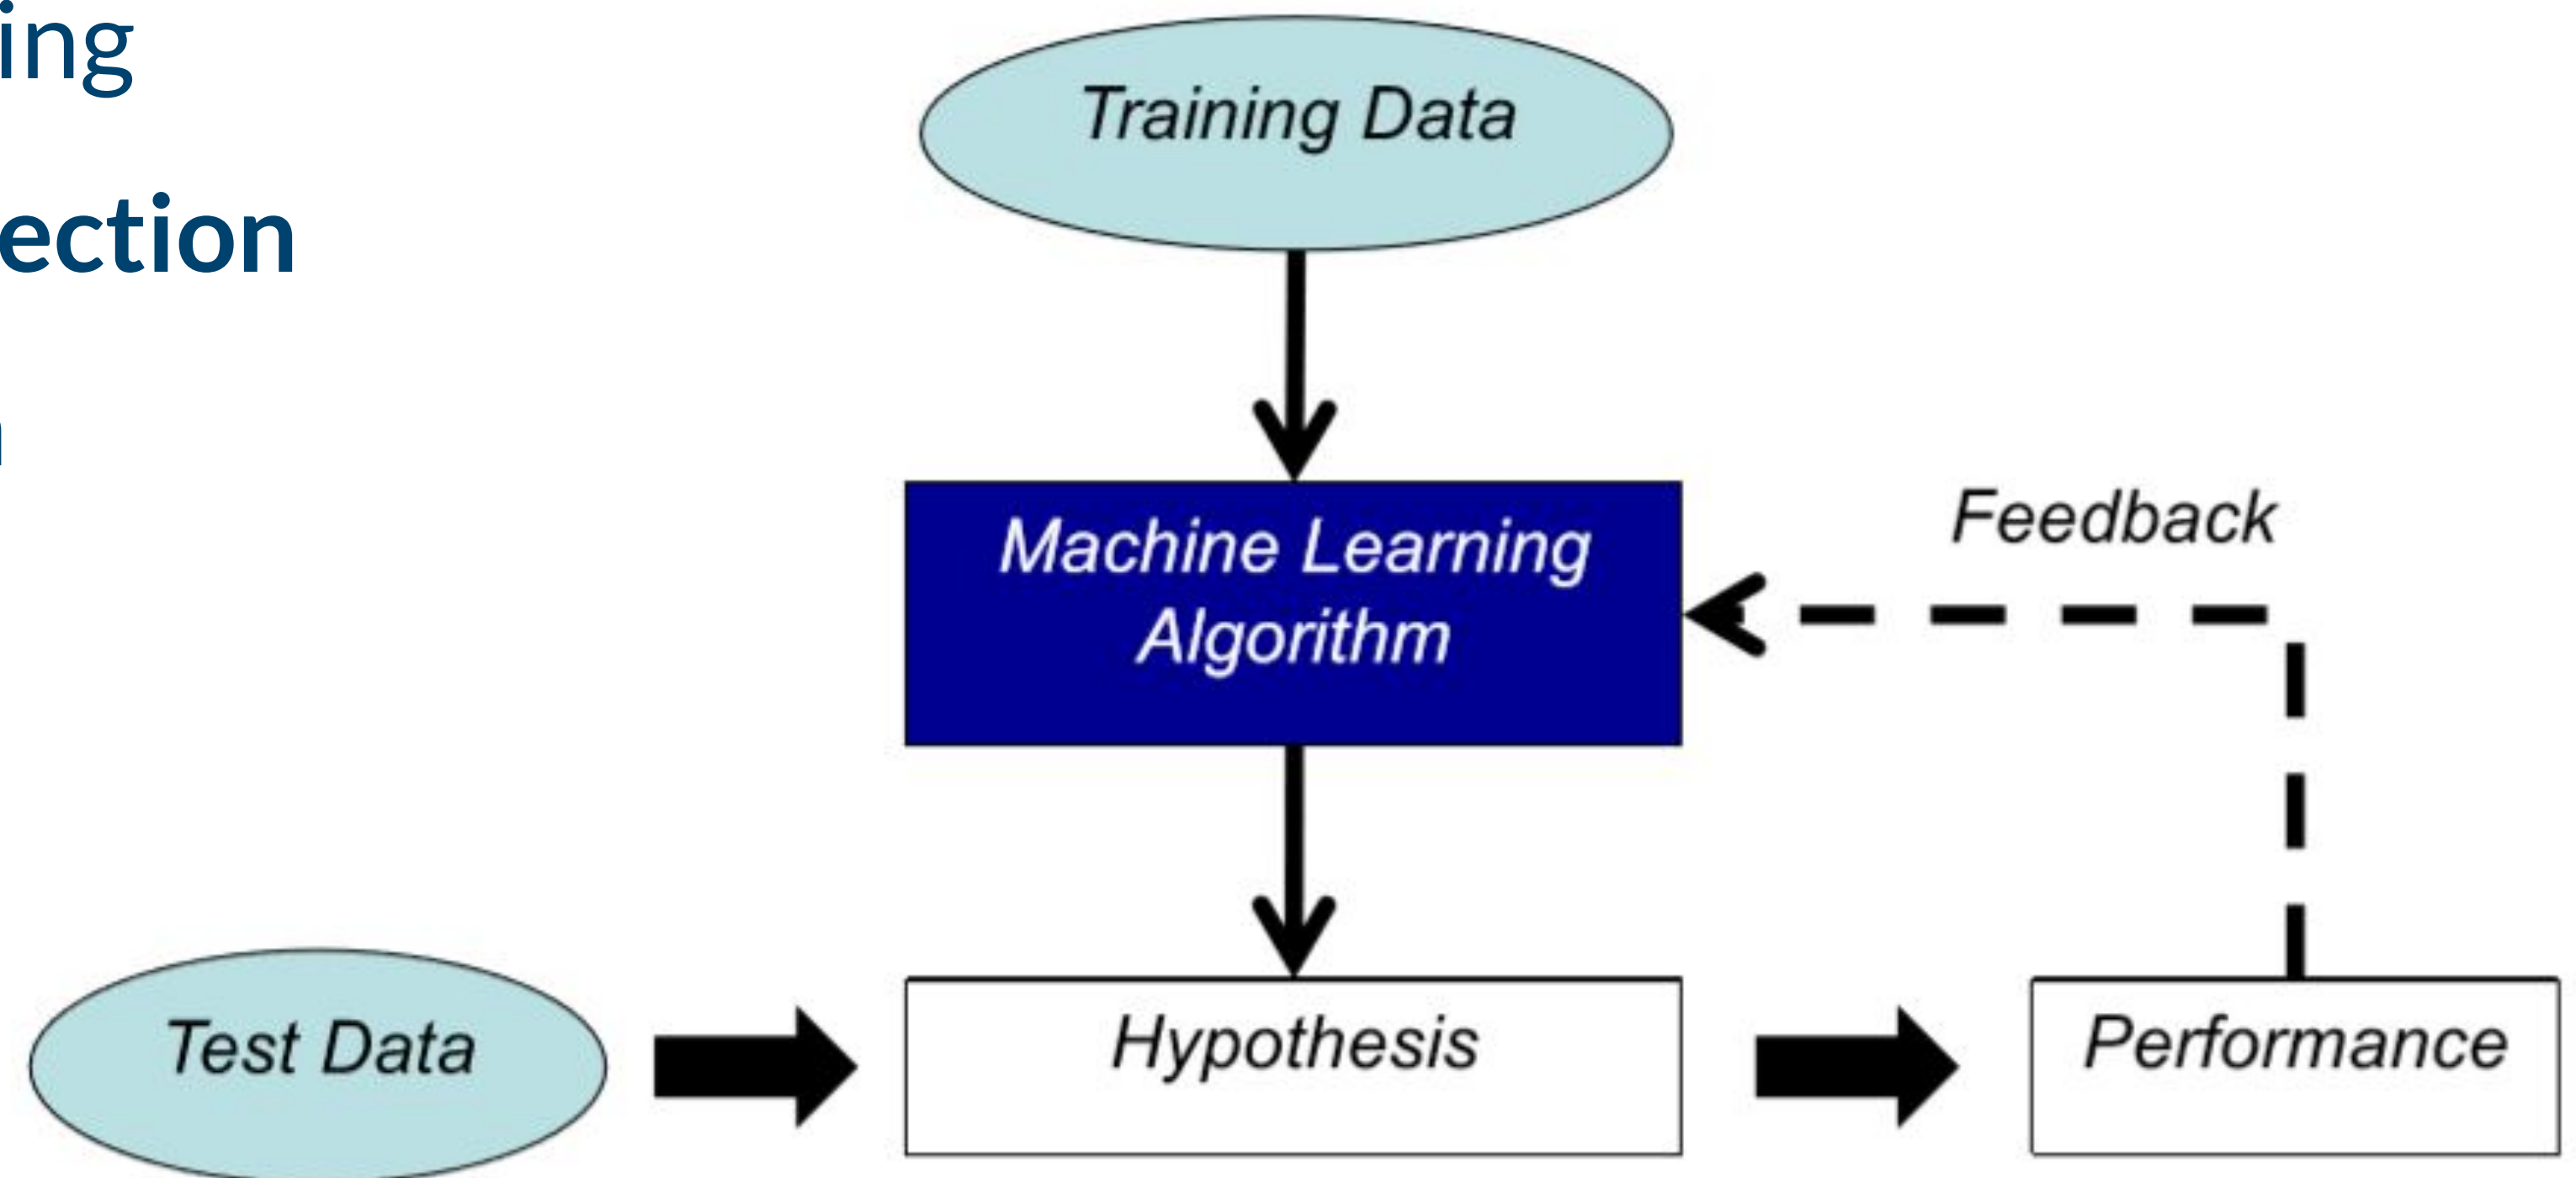 ing
ection
Training Data
Machine Learning
Algorithm
Feedback
Test Data
Hypothesis
Performance